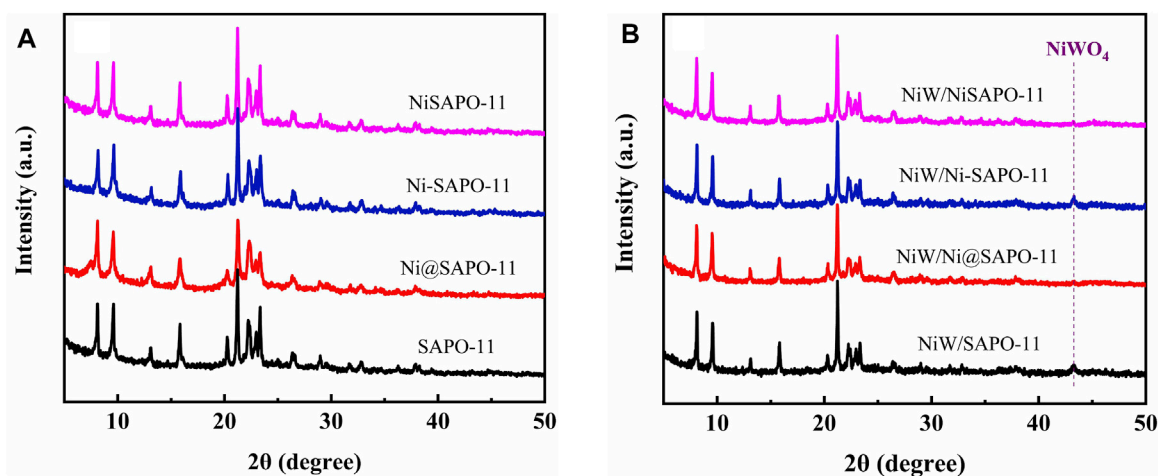 A
NiSAPO-11
Ni-SAPO-11
Ni@SAPO-11
SAPO-11
Intensity (a.u.)
10 20 30 40 50
2θ (degree)
B
NiWO4
NiW/NiSAPO-11
NiW/Ni-SAPO-11
NiW/Ni@SAPO-11
NiW/SAPO-11
Intensity (a.u.)
10 20 30 40 50
2θ (degree)